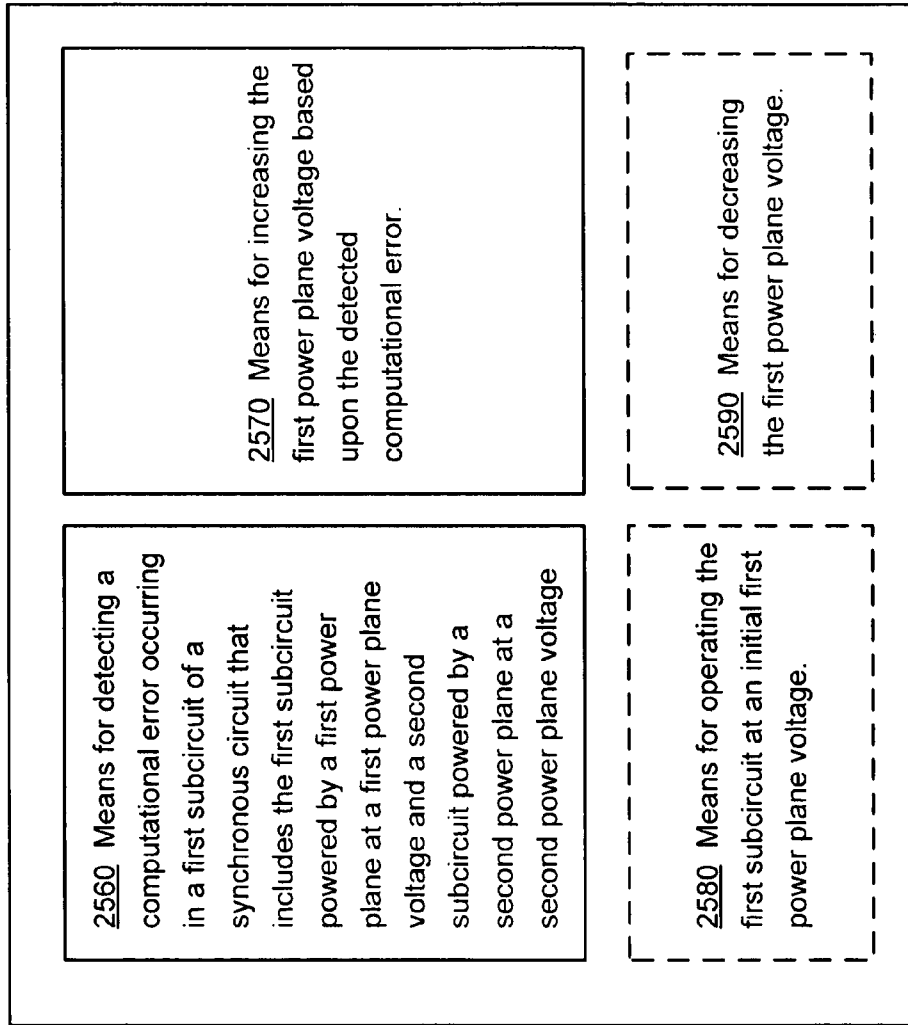 2560 Means for detecting a
computational error occurring
in a first subcircuit of a
synchronous circuit that
includes the first subcircuit
powered by a first power
plane at a first power plane
voltage and a second
subcircuit powered by a
second power plane at a
second power plane voltage
2570 Means for increasing the
first power plane voltage based
upon the detected
computational error.
2580 Means for operating the
first subcircuit at an initial first
power plane voltage.
2590 Means for decreasing
the first power plane voltage.